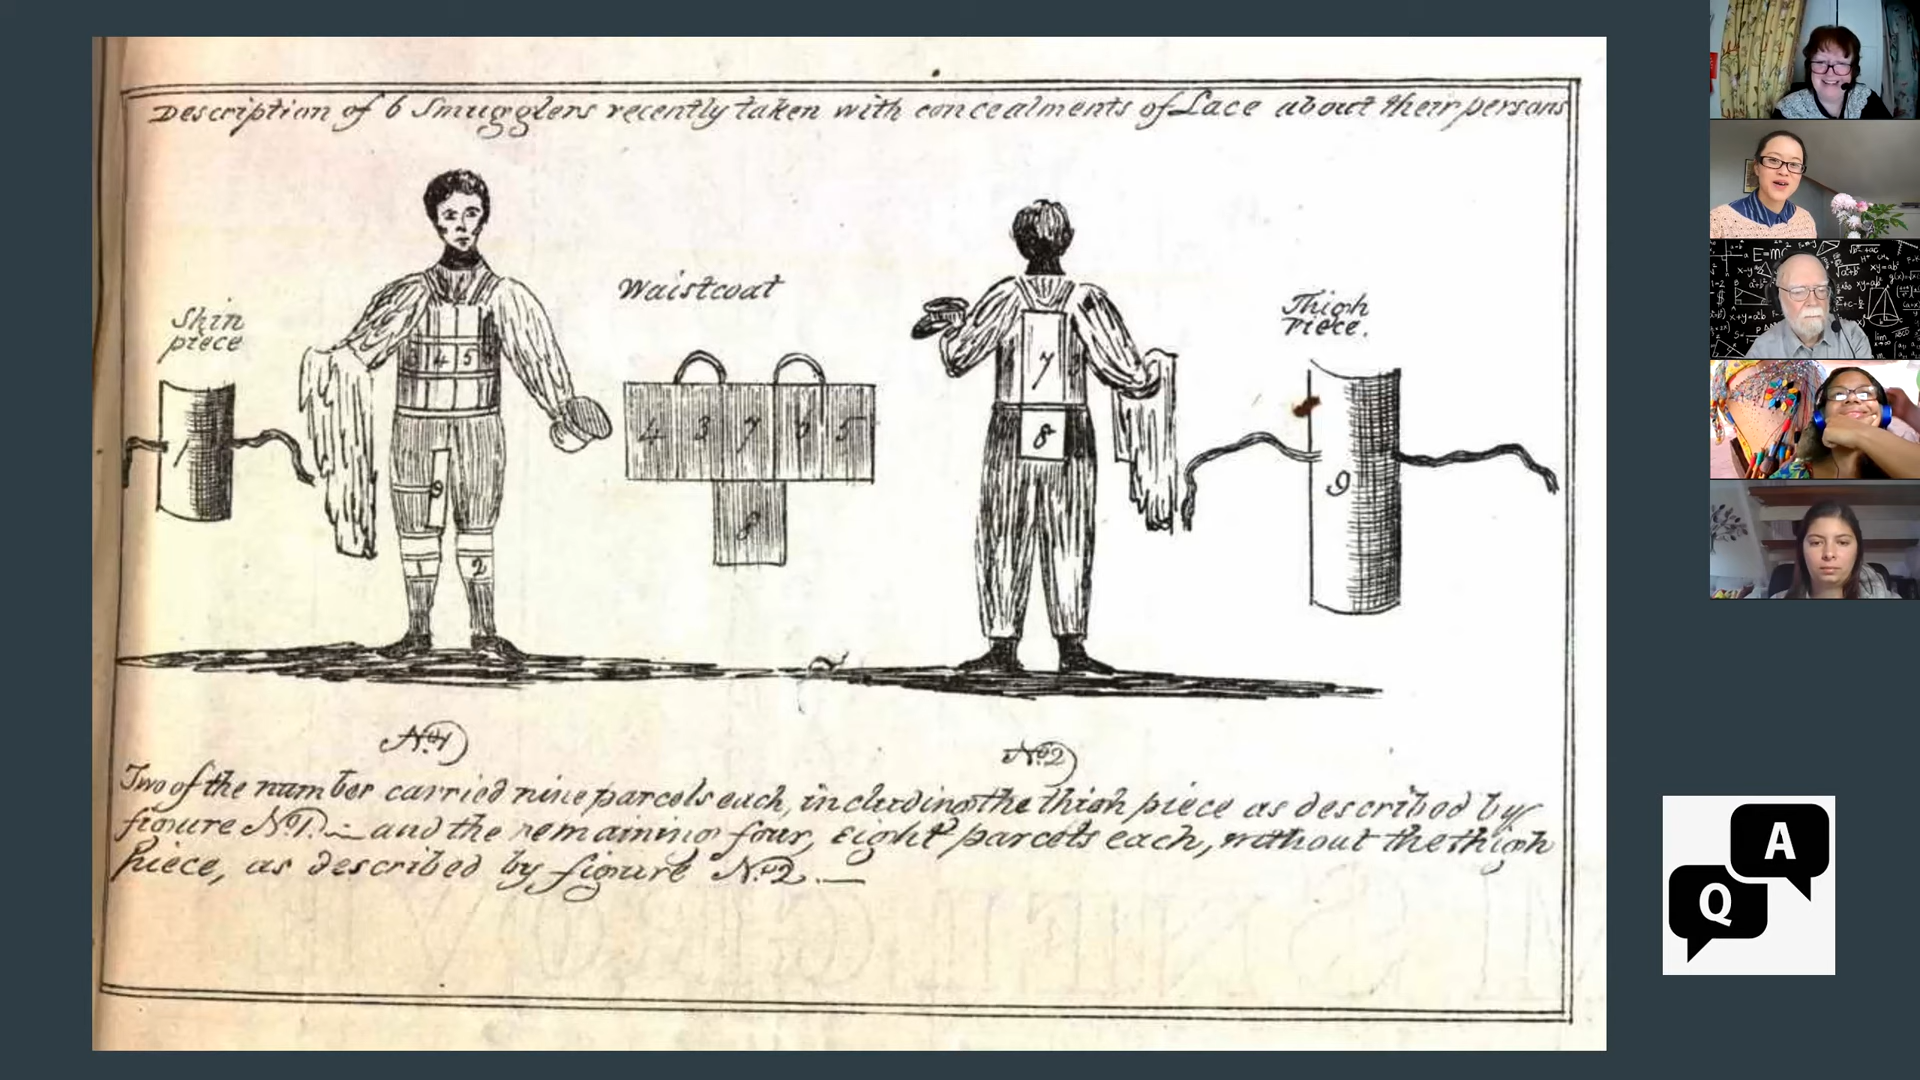 Description of 6 Smugglers recently taken with concealments of Lace about their persons
Skin
piece
1
3 4 5
9
1
2
Waistcoat
4 3 7 6 5
8
7
8
Thigh
Piece.
9
No. 1
No. 2
Two of the number carried nine parcels each, including the thigh piece as described by
figure No. 1. — and the remaining four, eight parcels each, without the thigh
piece, as described by figure No. 2. —
E=mc²
A
Q